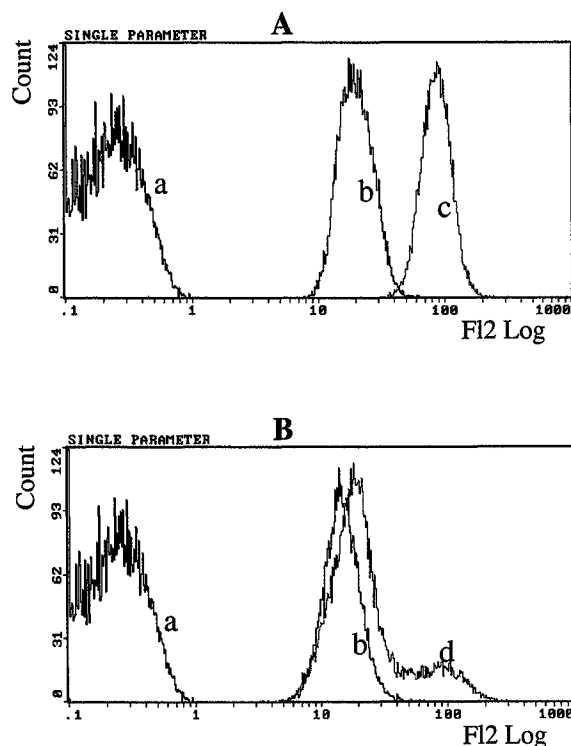 A
SINGLE PARAMETER
Count
124
93
62
31
0
a
b
c
.1 1 10 100 1000
Fl2 Log
B
SINGLE PARAMETER
Count
124
93
62
31
0
a
b
d
.1 1 10 100 1000
Fl2 Log